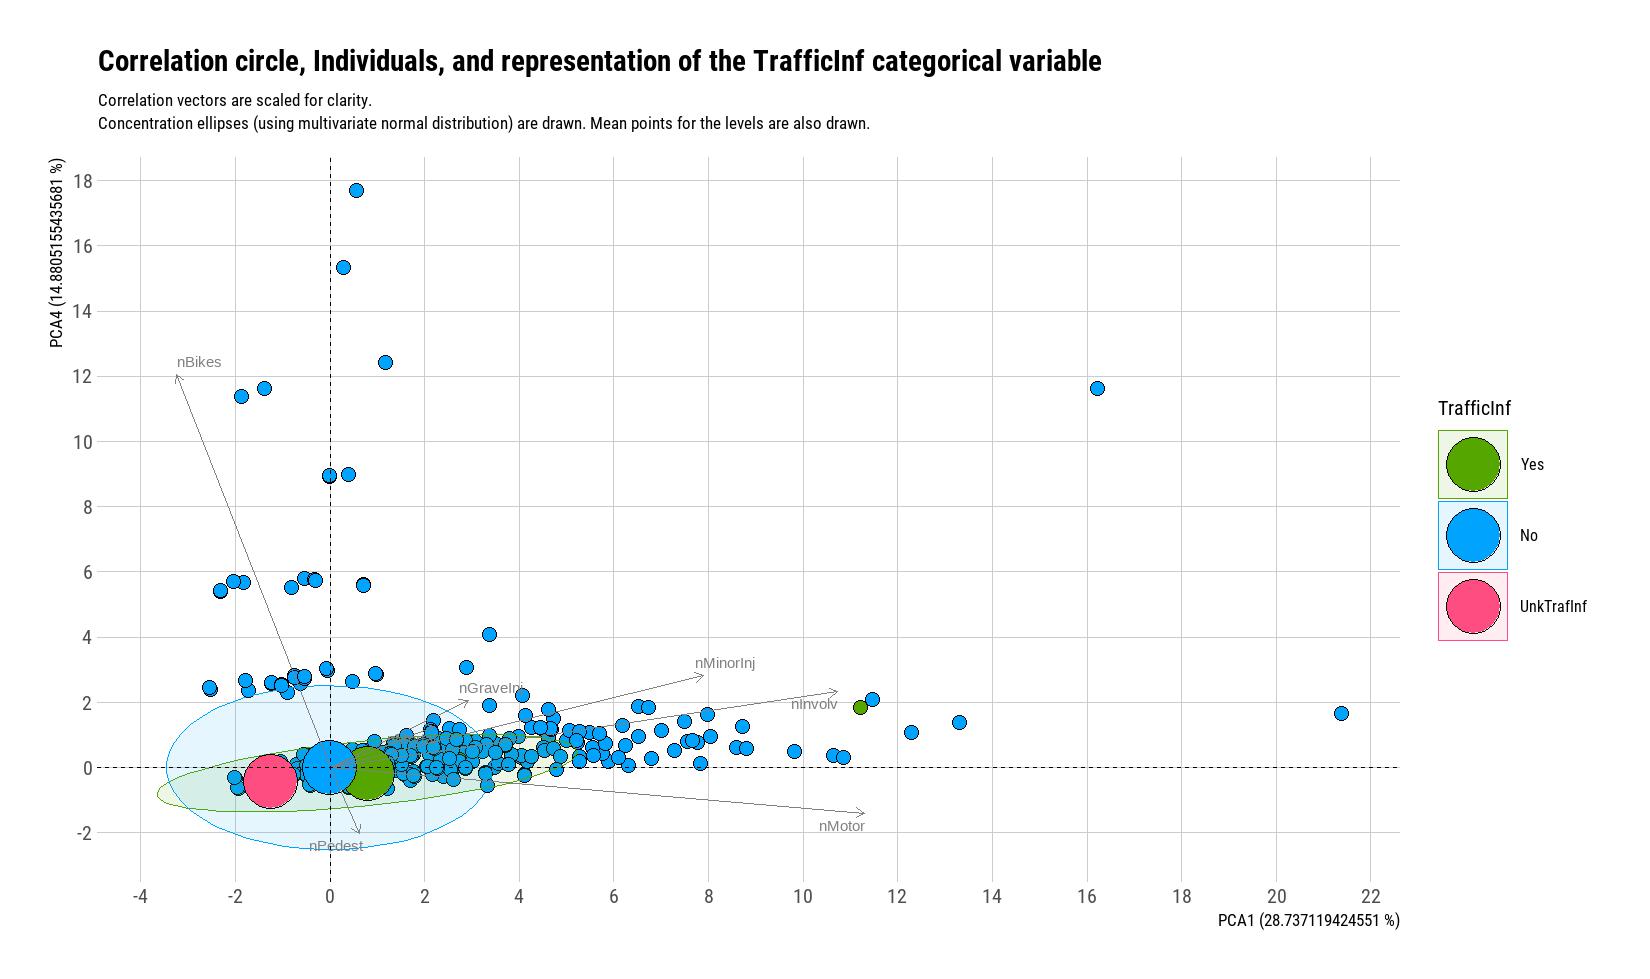 Correlation circle, Individuals, and representation of the TrafficInf categorical variable
Correlation vectors are scaled for clarity.
Concentration ellipses (using multivariate normal distribution) are drawn. Mean points for the levels are also drawn.
PCA4 (14.8805155435681 %)
18
16
14
12
10
8
6
4
2
0
-2
nBikes
nMinorInj
nGraveInj
nInvolv
nMotor
nPedest
-4
-2
0
2
4
6
8
10
12
14
16
18
20
22
PCA1 (28.737119424551 %)
TrafficInf
Yes
No
UnkTrafInf